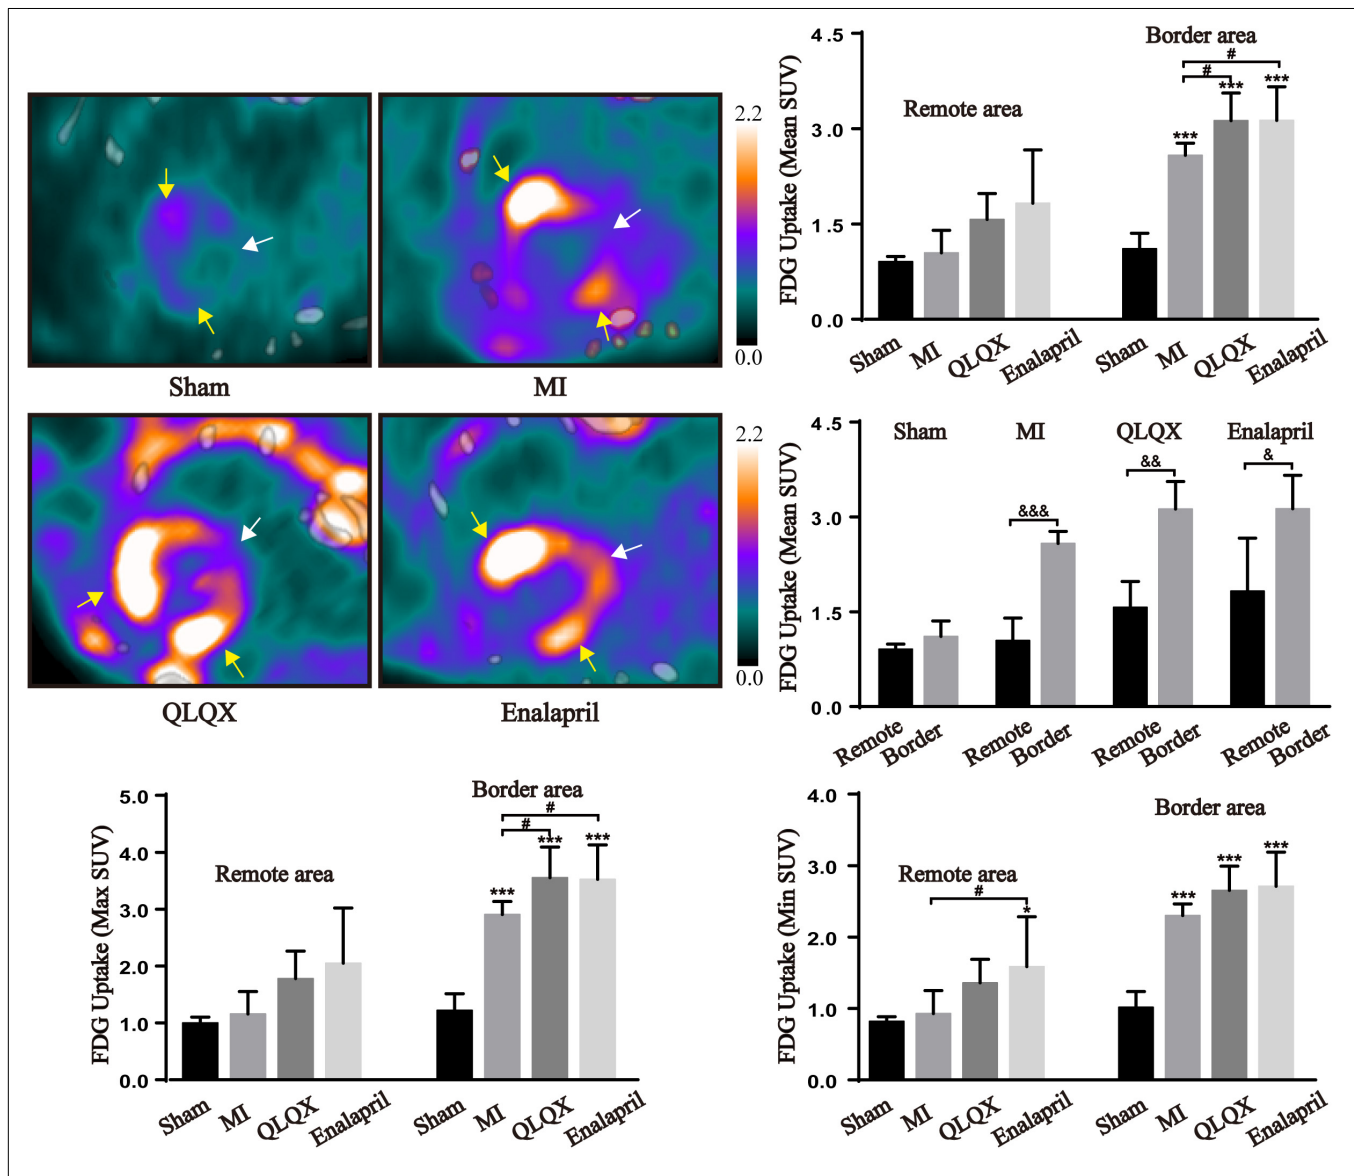 2.2
0.0
Sham
MI
2.2
0.0
QLQX
Enalapril
FDG Uptake (Mean SUV)
4.5
3.0
1.5
0.0
Remote area
Border area
#
#
***
***
***
Sham
MI
QLQX
Enalapril
Sham
MI
QLQX
Enalapril
FDG Uptake (Mean SUV)
4.5
3.0
1.5
0.0
Sham
MI
QLQX
Enalapril
&&&
&&
&
Remote
Border
Remote
Border
Remote
Border
Remote
Border
FDG Uptake (Max SUV)
5.0
4.0
3.0
2.0
1.0
0.0
Remote area
Border area
#
#
***
***
***
Sham
MI
QLQX
Enalapril
Sham
MI
QLQX
Enalapril
FDG Uptake (Min SUV)
4.0
3.0
2.0
1.0
0.0
Remote area
#
*
Border area
***
***
***
Sham
MI
QLQX
Enalapril
Sham
MI
QLQX
Enalapril